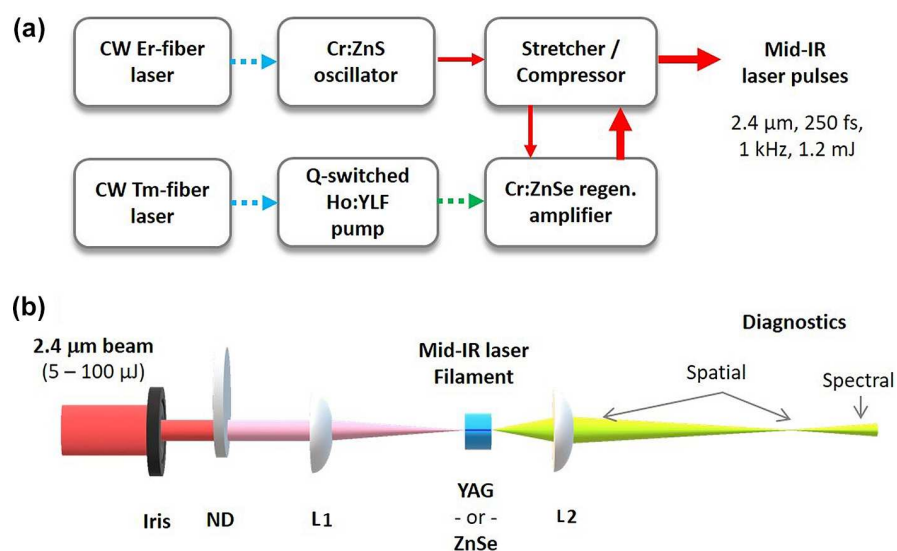 (a)
CW Er-fiber
laser
Cr:ZnS
oscillator
Stretcher /
Compressor
Mid-IR
laser pulses
2.4 µm, 250 fs,
1 kHz, 1.2 mJ
CW Tm-fiber
laser
Q-switched
Ho:YLF
pump
Cr:ZnSe regen.
amplifier
(b)
2.4 µm beam
(5 – 100 µJ)
Iris
ND
L1
Mid-IR laser
Filament
YAG
- or -
ZnSe
L2
Diagnostics
Spatial
Spectral